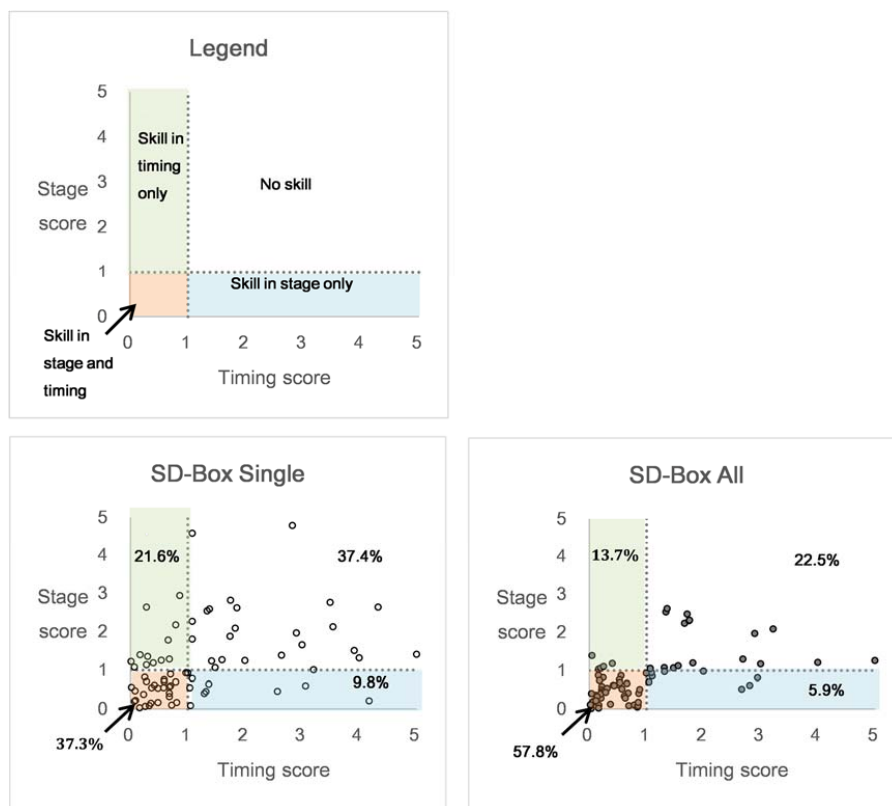 Legend
5
4
3
2
1
0
Stage
score
Skill in
timing
only
No skill
Skill in stage only
Skill in
stage and
timing
0 1 2 3 4 5
Timing score
SD-Box Single
5
4
3
2
1
0
Stage
score
21.6%
37.4%
9.8%
37.3%
0 1 2 3 4 5
Timing score
SD-Box All
5
4
3
2
1
0
Stage
score
13.7%
22.5%
5.9%
57.8%
0 1 2 3 4 5
Timing score